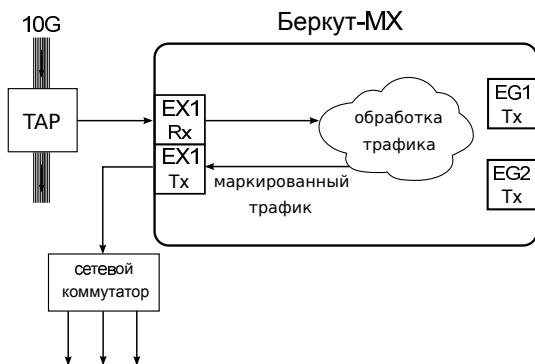 10G
Беркут-MX
TAP
EX1
Rx
EX1
Tx
обработка
трафика
EG1
Tx
EG2
Tx
маркированный
трафик
сетевой
коммутатор